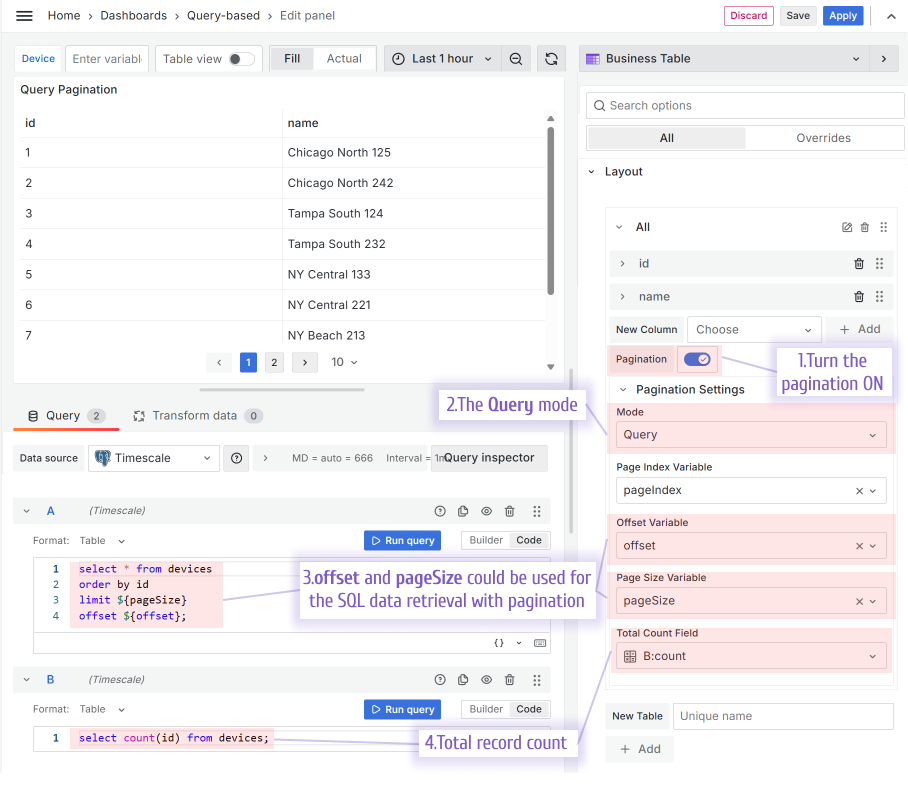 Home > Dashboards > Query-based > Edit panel
Discard Save Apply
Device Enter variabl Table view Fill Actual Last 1 hour
Query Pagination
id name
1 Chicago North 125
2 Chicago North 242
3 Tampa South 124
4 Tampa South 232
5 NY Central 133
6 NY Central 221
7 NY Beach 213
< 1 2 > 10
Query 2 Transform data 0
Data source Timescale > MD = auto = 666 Interval = 1m Query inspector
A (Timescale)
Format: Table Run query Builder Code
1 select * from devices
2 order by id
3 limit ${pageSize}
4 offset ${offset};
{}
B (Timescale)
Format: Table Run query Builder Code
1 select count(id) from devices;
Business Table
Search options
All Overrides
Layout
All
id
name
New Column Choose + Add
Pagination
Pagination Settings
Mode
Query
Page Index Variable
pageIndex
Offset Variable
offset
Page Size Variable
pageSize
Total Count Field
B:count
New Table Unique name
+ Add
1.Turn the
pagination ON
2.The Query mode
3.offset and pageSize could be used for
the SQL data retrieval with pagination
4.Total record count